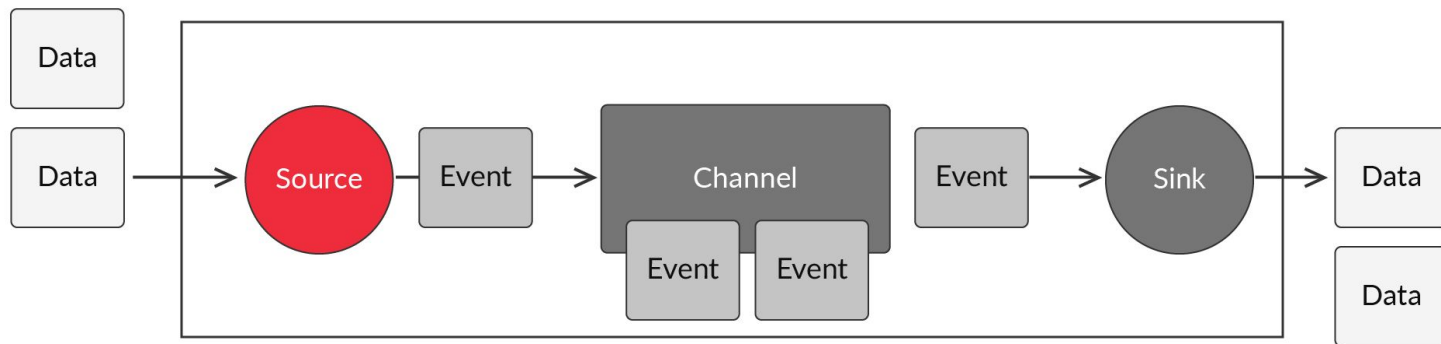 Data
Data
Source
Event
Channel
Event
Event
Event
Sink
Data
Data